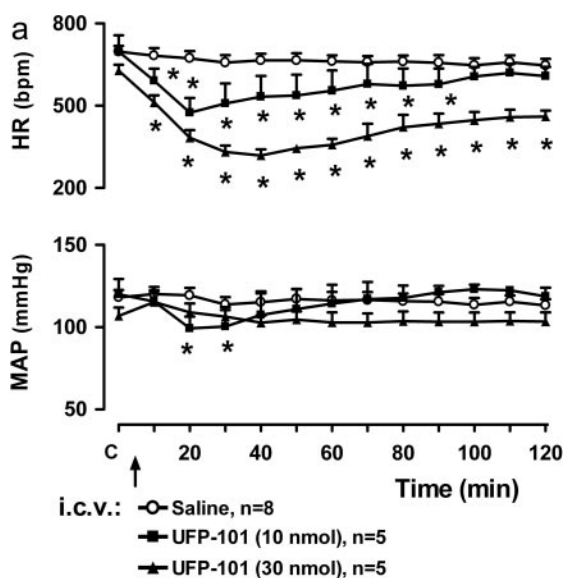 a
HR (bpm)
800
500
200
* * * * * * * * *
* * * * * * * * * * * *
MAP (mmHg)
150
100
50
* *
C 20 40 60 80 100 120
Time (min)
i.c.v.: Saline, n=8
UFP-101 (10 nmol), n=5
UFP-101 (30 nmol), n=5